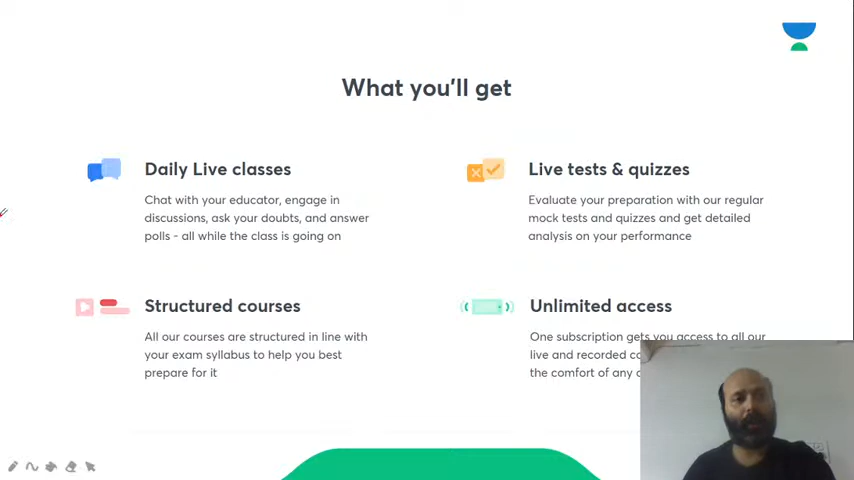 What you'll get
Daily Live classes
Chat with your educator, engage in
discussions, ask your doubts, and answer
polls - all while the class is going on
Live tests & quizzes
Evaluate your preparation with our regular
mock tests and quizzes and get detailed
analysis on your performance
Structured courses
All our courses are structured in line with
your exam syllabus to help you best
prepare for it
Unlimited access
One subscription gets you access to all our
live and recorded
the comfort of any